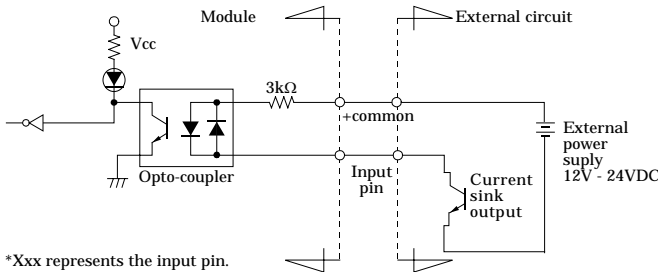 Module
External circuit
Vcc
3kΩ
+common
External
power
suply
12V - 24VDC
Opto-coupler
Input
pin
Current
sink
output
*Xxx represents the input pin.